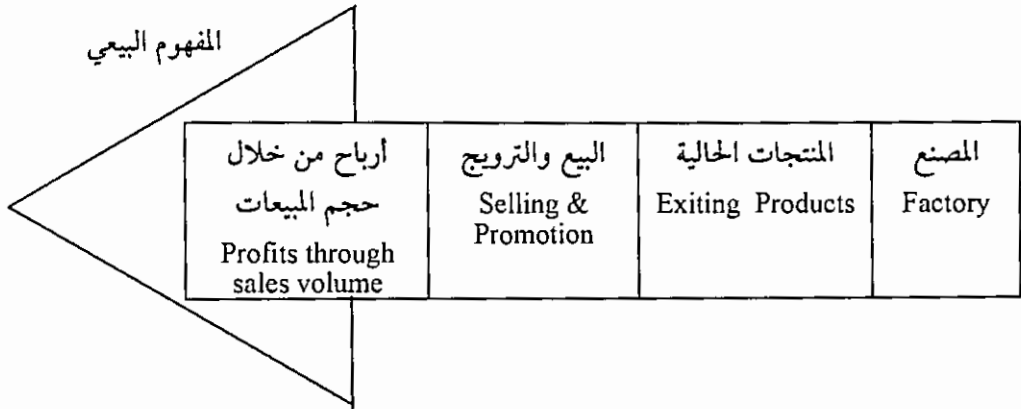 المفهوم البيعي
المصنع
Factory
المنتجات الحالية
Exiting Products
البيع والترويج
Selling &
Promotion
أرباح من خلال
حجم المبيعات
Profits through
sales volume